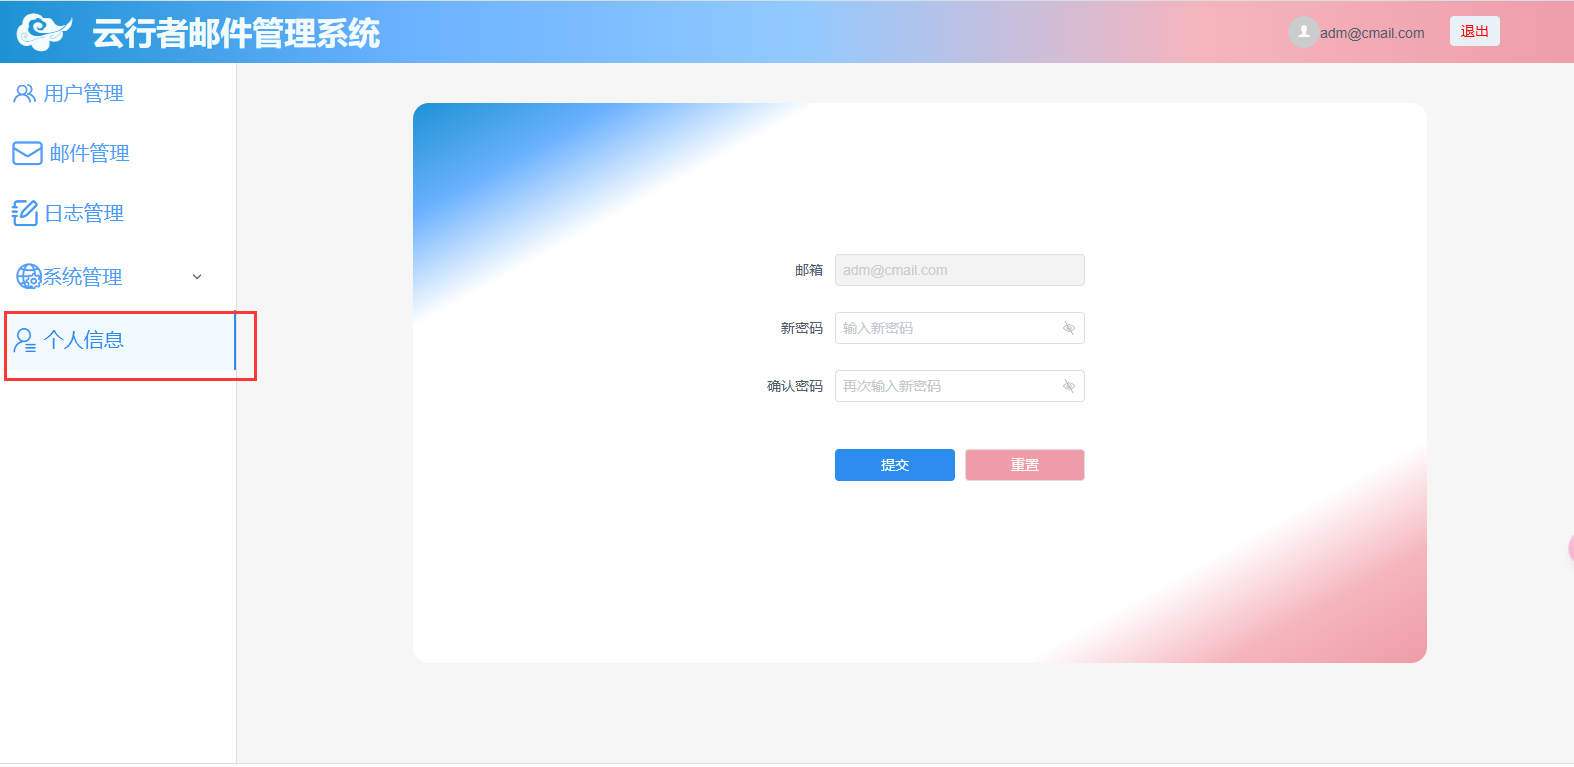 云行者邮件管理系统
adm@cmail.com
退出
用户管理
邮件管理
日志管理
系统管理
个人信息
邮箱 adm@cmail.com
新密码 输入新密码
确认密码 再次输入新密码
提交 重置